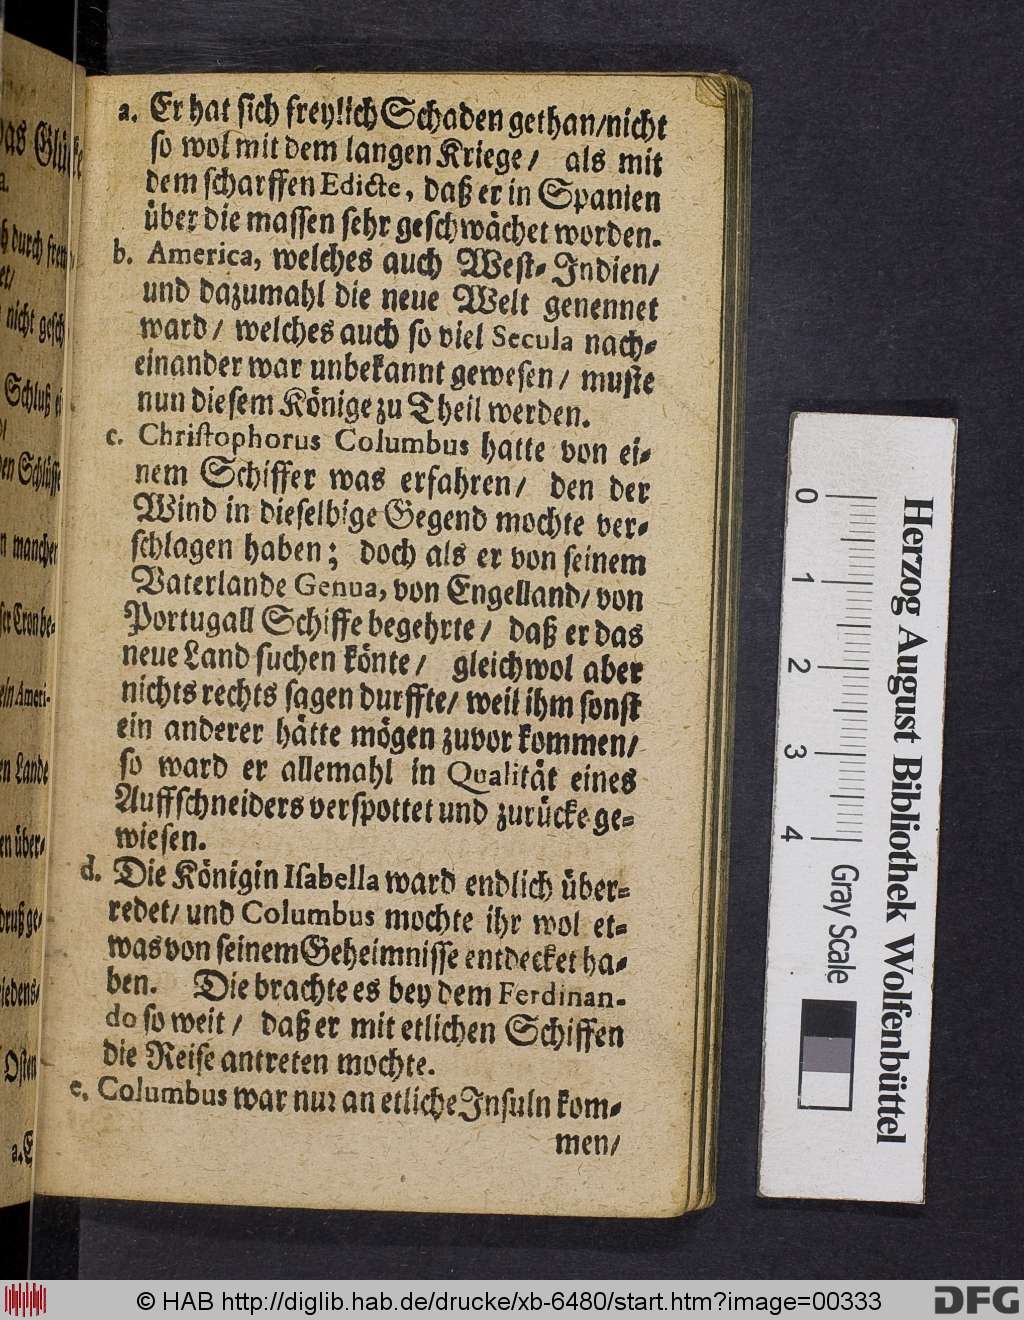 a. Er hat sich freylich Schaden gethan/nicht
so wol mit dem langen Kriege/ als mit
dem scharffen Edicte, daß er in Spanien
über die massen sehr geschwächet worden.
b. America, welches auch West-Indien/
und dazumahl die neue Welt genennet
ward/ welches auch so viel Secula nach-
einander war unbekannt gewesen/ muste
nun diesem Könige zu Theil werden.
c. Christophorus Columbus hatte von ei-
nem Schiffer was erfahren/ den der
Wind in dieselbige Gegend mochte ver-
schlagen haben; doch als er von seinem
Vaterlande Genua, von Engelland/von
Portugall Schiffe begehrte/ daß er das
neue Land suchen könte/ gleichwol aber
nichts rechts sagen durffte/ weil ihm sonst
ein anderer hätte mögen zuvor kommen/
so ward er allemahl in Qualität eines
Auffschneiders verspottet und zurücke ge-
wiesen.
d. Die Königin Isabella ward endlich über-
redet/ und Columbus mochte ihr wol et-
was von seinem Geheimnisse entdecket ha-
ben. Die brachte es bey dem Ferdinan-
do so weit/ daß er mit etlichen Schiffen
die Reise antreten mochte.
e. Columbus war nur an etliche Insuln kom-
men/
0 1 2 3 4
Gray Scale
Herzog August Bibliothek Wolfenbüttel
© HAB http://diglib.hab.de/drucke/xb-6480/start.htm?image=00333
DFG